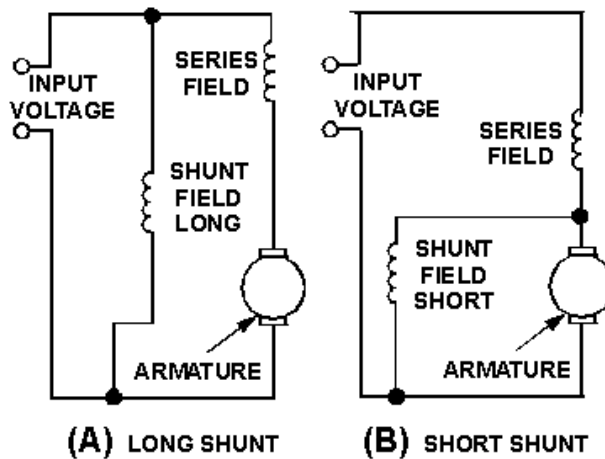 INPUT
VOLTAGE
SERIES
FIELD
SHUNT
FIELD
LONG
ARMATURE
(A) LONG SHUNT
INPUT
VOLTAGE
SERIES
FIELD
SHUNT
FIELD
SHORT
ARMATURE
(B) SHORT SHUNT